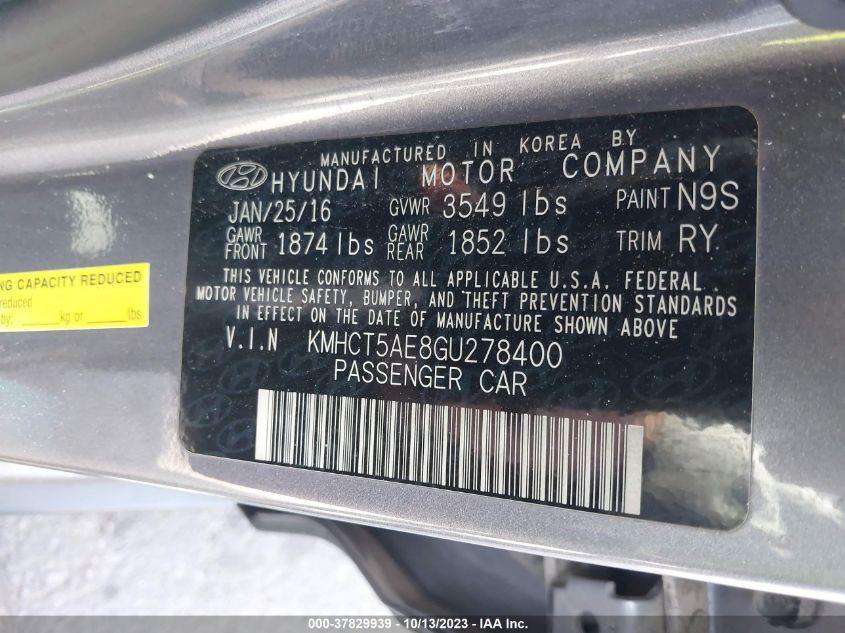 MANUFACTURED IN KOREA BY
HYUNDAI MOTOR COMPANY
JAN/25/16 GVWR 3549 lbs PAINT N9S
GAWR FRONT 1874 lbs GAWR REAR 1852 lbs TRIM RY
THIS VEHICLE CONFORMS TO ALL APPLICABLE U.S.A. FEDERAL
MOTOR VEHICLE SAFETY, BUMPER, AND THEFT PREVENTION STANDARDS
IN EFFECT ON THE DATE OF MANUFACTURE SHOWN ABOVE
V.I.N KMHCT5AE8GU278400
PASSENGER CAR
NG CAPACITY REDUCED
reduced
by: ______kg or ______lbs
000-37829939 - 10/13/2023 - IAA Inc.